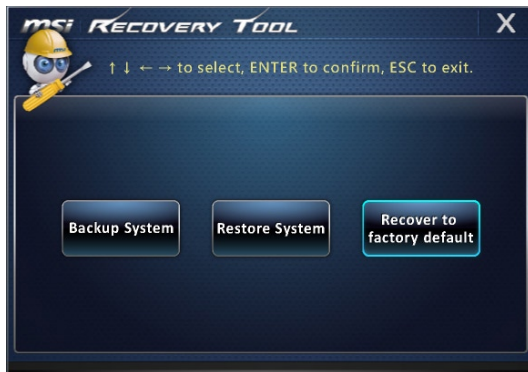 msi RECOVERY TOOL X
↑ ↓ ← → to select, ENTER to confirm, ESC to exit.
Backup System
Restore System
Recover to
factory default